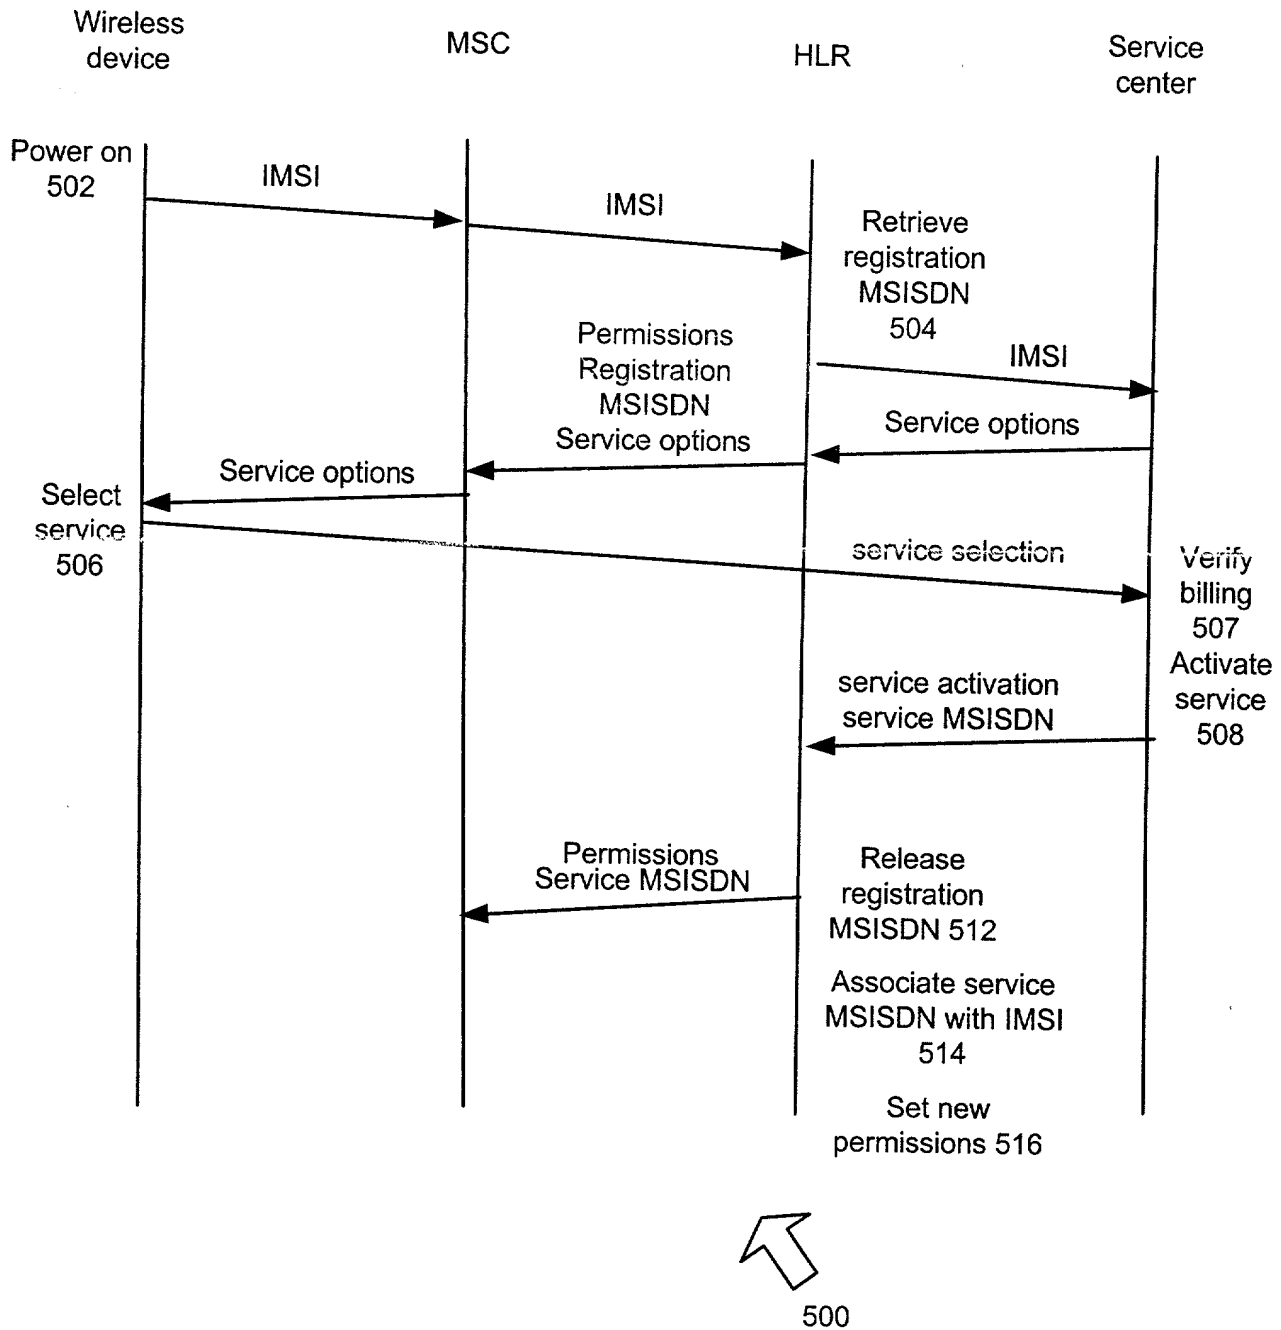 Wireless
device
MSC
HLR
Service
center
Power on
502
IMSI
IMSI
Retrieve
registration
MSISDN
504
IMSI
Permissions
Registration
MSISDN
Service options
Service options
Service options
Select
service
506
service selection
Verify
billing
507
Activate
service
508
service activation
service MSISDN
Permissions
Service MSISDN
Release
registration
MSISDN 512
Associate service
MSISDN with IMSI
514
Set new
permissions 516
500